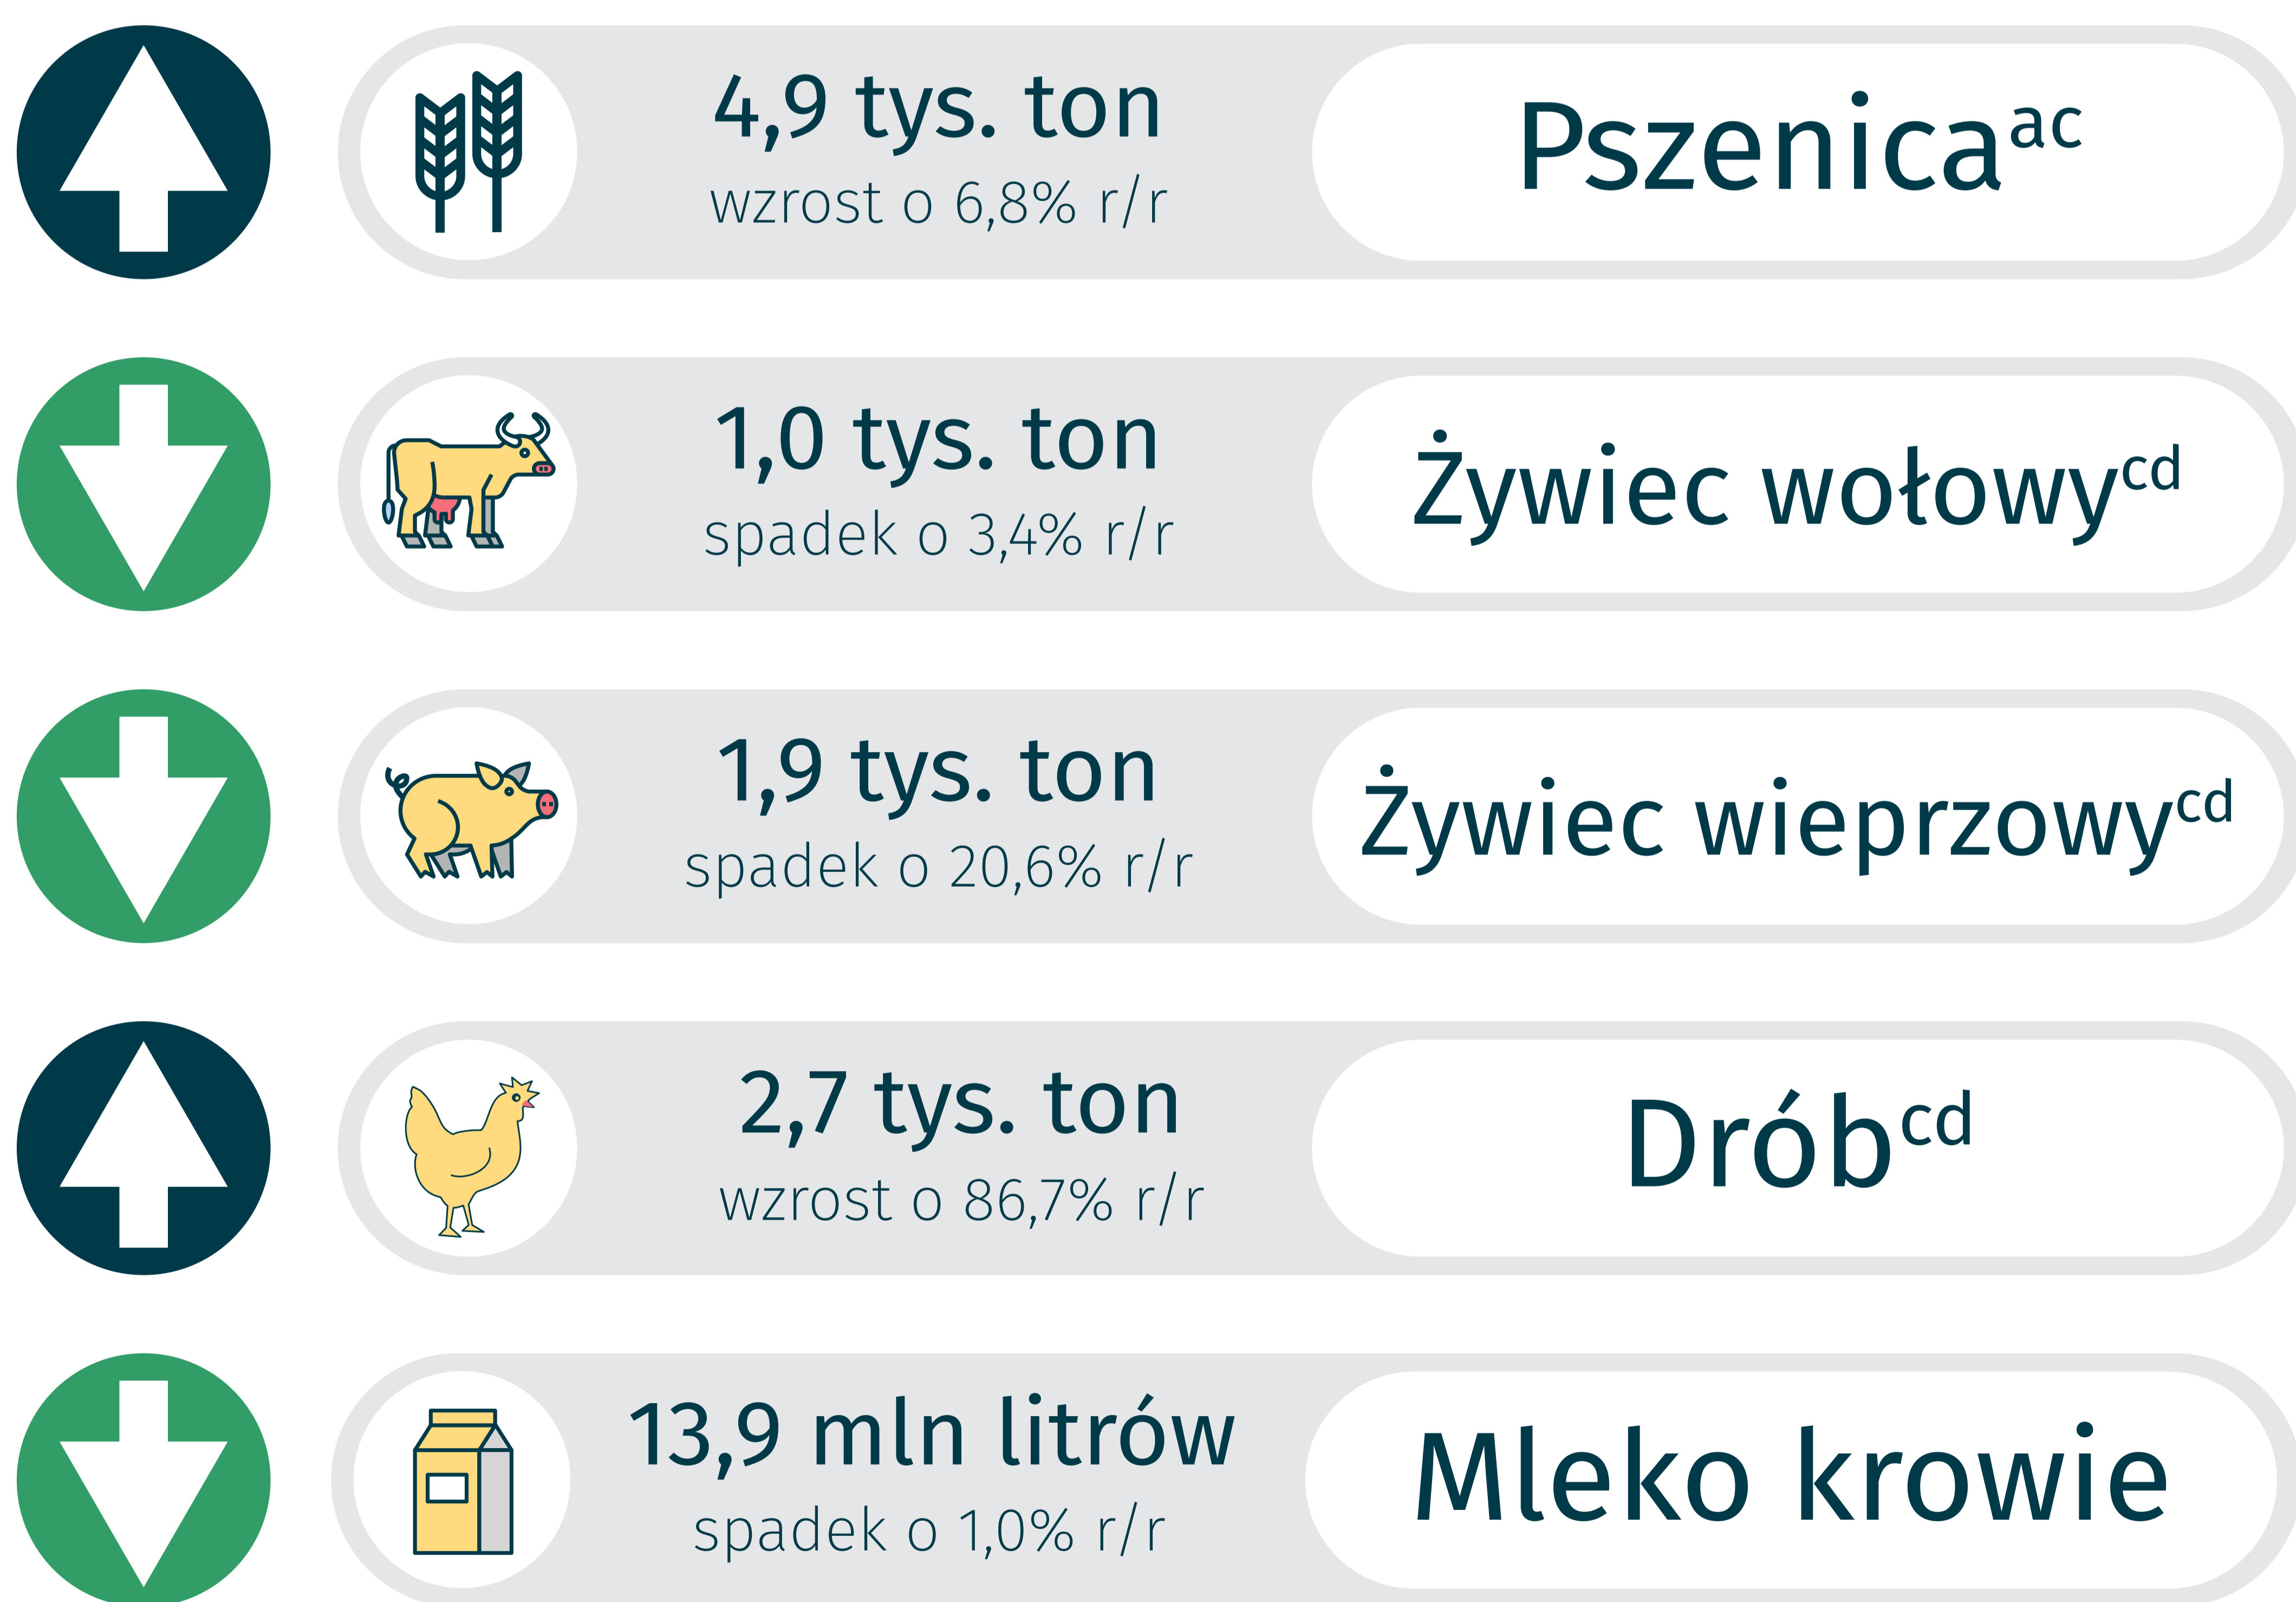 4,9 tys. ton
wzrost o 6,8% r/r
Pszenicaᵃᶜ
1,0 tys. ton
spadek o 3,4% r/r
Żywiec wołowyᶜᵈ
1,9 tys. ton
spadek o 20,6% r/r
Żywiec wieprzowyᶜᵈ
2,7 tys. ton
wzrost o 86,7% r/r
Dróbᶜᵈ
13,9 mln litrów
spadek o 1,0% r/r
Mleko krowie